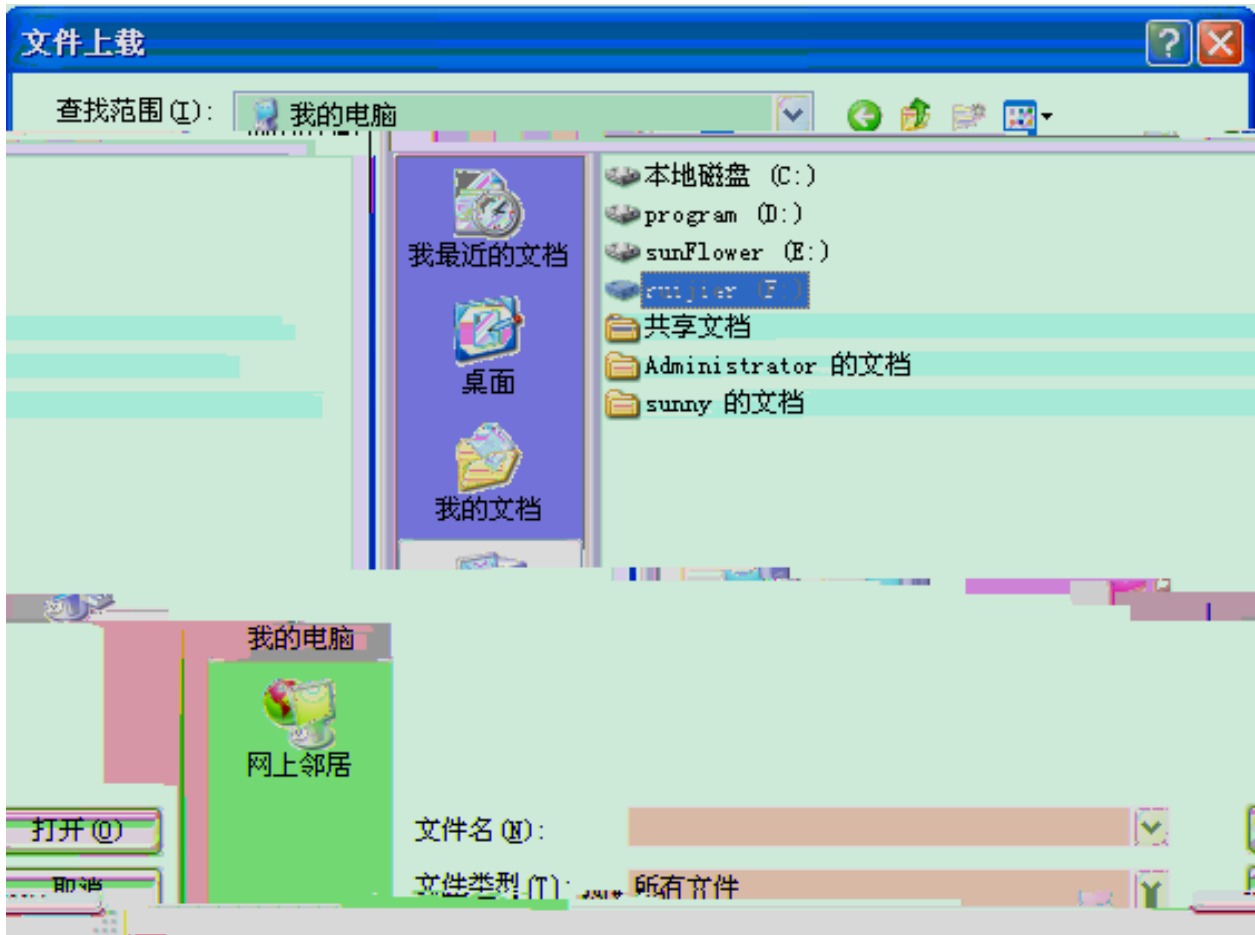 文件上载
查找范围(I): 我的电脑
本地磁盘 (C:)
program (D:)
sunFlower (E:)
ruijier (F:)
共享文档
Administrator 的文档
sunny 的文档
我最近的文档
桌面
我的文档
我的电脑
网上邻居
文件名(N):
打开(O)
文件类型(T): 所有文件
取消